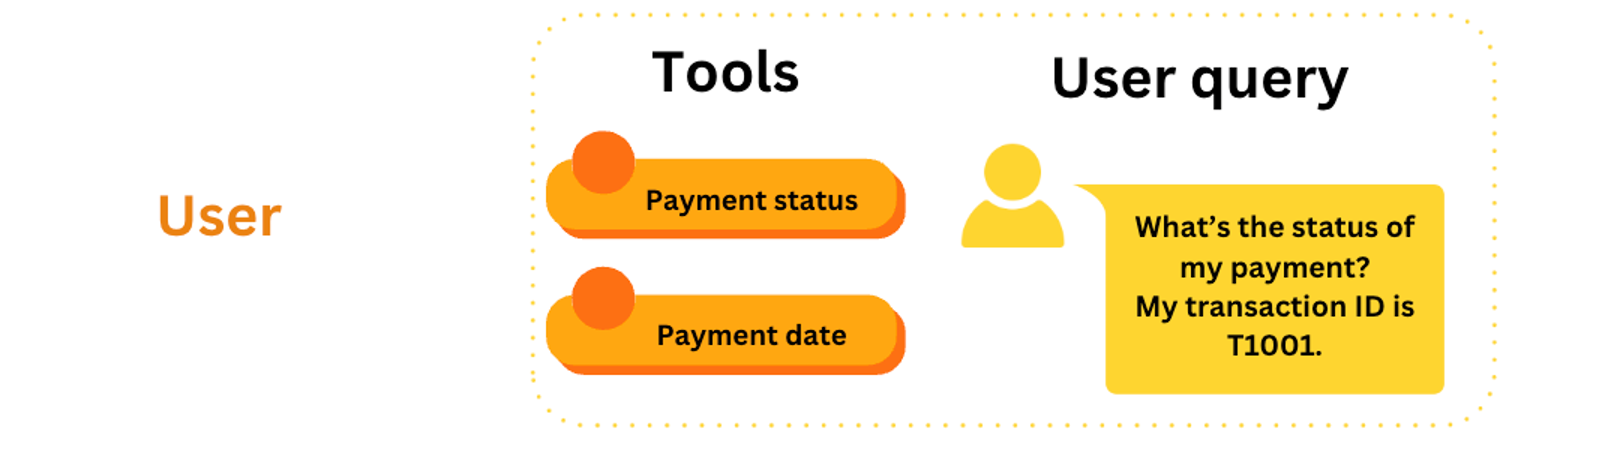 User
Tools
Payment status
Payment date
User query
What’s the status of
my payment?
My transaction ID is
T1001.